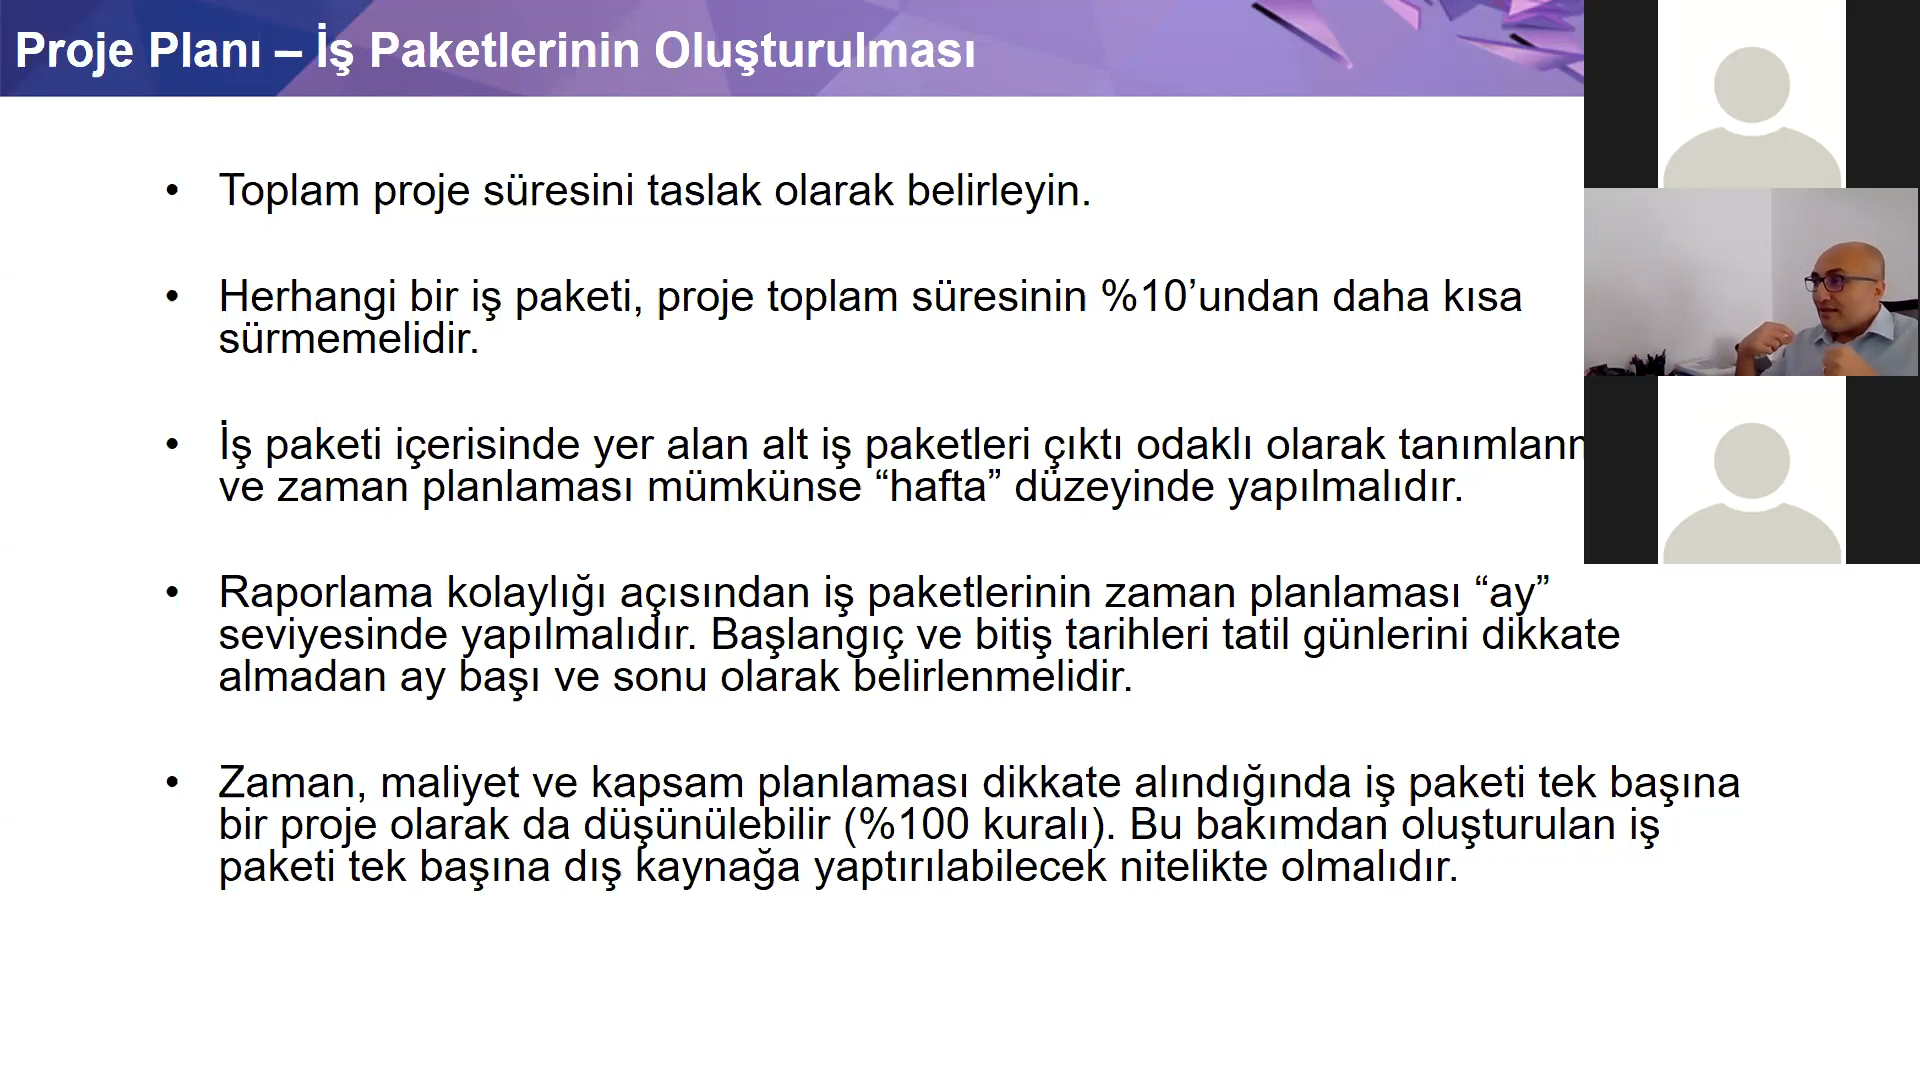 Proje Planı – İş Paketlerinin Oluşturulması
• Toplam proje süresini taslak olarak belirleyin.
• Herhangi bir iş paketi, proje toplam süresinin %10’undan daha kısa
sürmemelidir.
• İş paketi içerisinde yer alan alt iş paketleri çıktı odaklı olarak
ve zaman planlaması mümkünse “hafta” düzeyinde yapılmalıdır.
• Raporlama kolaylığı açısından iş paketlerinin zaman planlaması “ay”
seviyesinde yapılmalıdır. Başlangıç ve bitiş tarihleri tatil günlerini dikkate
almadan ay başı ve sonu olarak belirlenmelidir.
• Zaman, maliyet ve kapsam planlaması dikkate alındığında iş paketi tek başına
bir proje olarak da düşünülebilir (%100 kuralı). Bu bakımdan oluşturulan iş
paketi tek başına dış kaynağa yaptırılabilecek nitelikte olmalıdır.